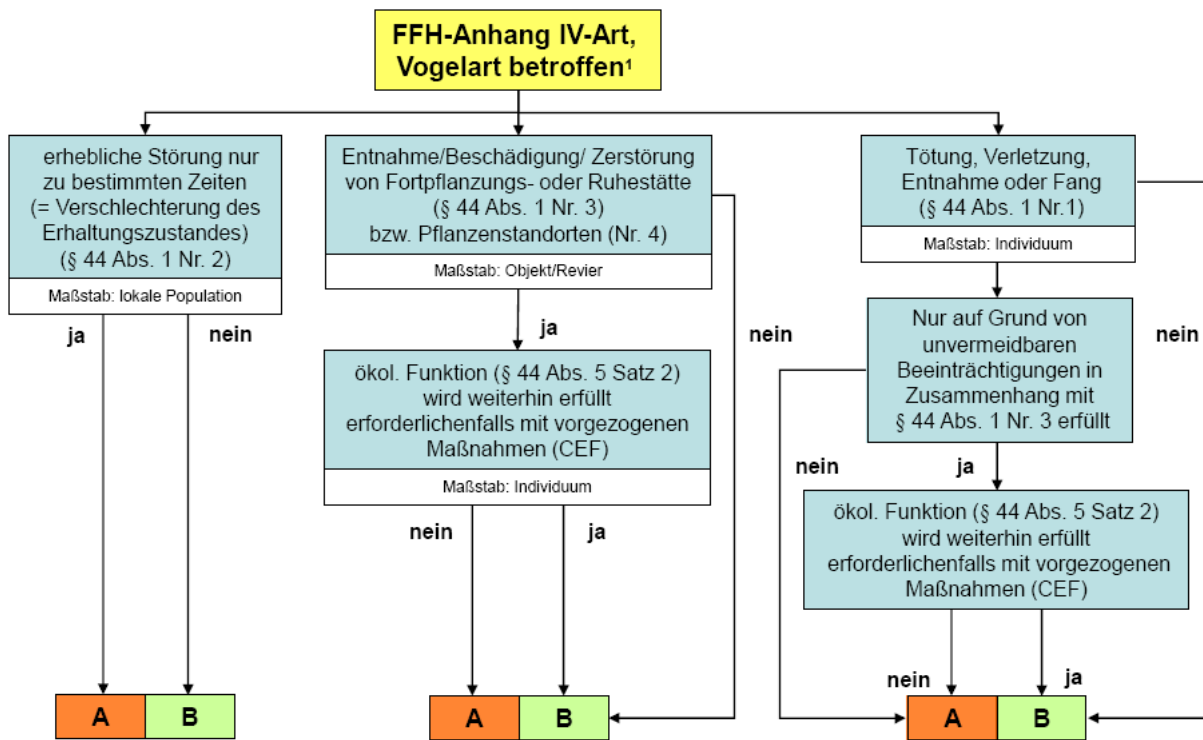 FFH-Anhang IV-Art,
Vogelart betroffen¹
erhebliche Störung nur
zu bestimmten Zeiten
(= Verschlechterung des
Erhaltungszustandes)
(§ 44 Abs. 1 Nr. 2)
Maßstab: lokale Population
ja
nein
A
B
Entnahme/Beschädigung/ Zerstörung
von Fortpflanzungs- oder Ruhestätte
(§ 44 Abs. 1 Nr. 3)
bzw. Pflanzenstandorten (Nr. 4)
Maßstab: Objekt/Revier
ja
nein
ökol. Funktion (§ 44 Abs. 5 Satz 2)
wird weiterhin erfüllt
erforderlichenfalls mit vorgezogenen
Maßnahmen (CEF)
Maßstab: Individuum
nein
ja
A
B
Tötung, Verletzung,
Entnahme oder Fang
(§ 44 Abs. 1 Nr.1)
Maßstab: Individuum
nein
Nur auf Grund von
unvermeidbaren
Beeinträchtigungen in
Zusammenhang mit
§ 44 Abs. 1 Nr. 3 erfüllt
nein
ja
ökol. Funktion (§ 44 Abs. 5 Satz 2)
wird weiterhin erfüllt
erforderlichenfalls mit vorgezogenen
Maßnahmen (CEF)
nein
ja
A
B